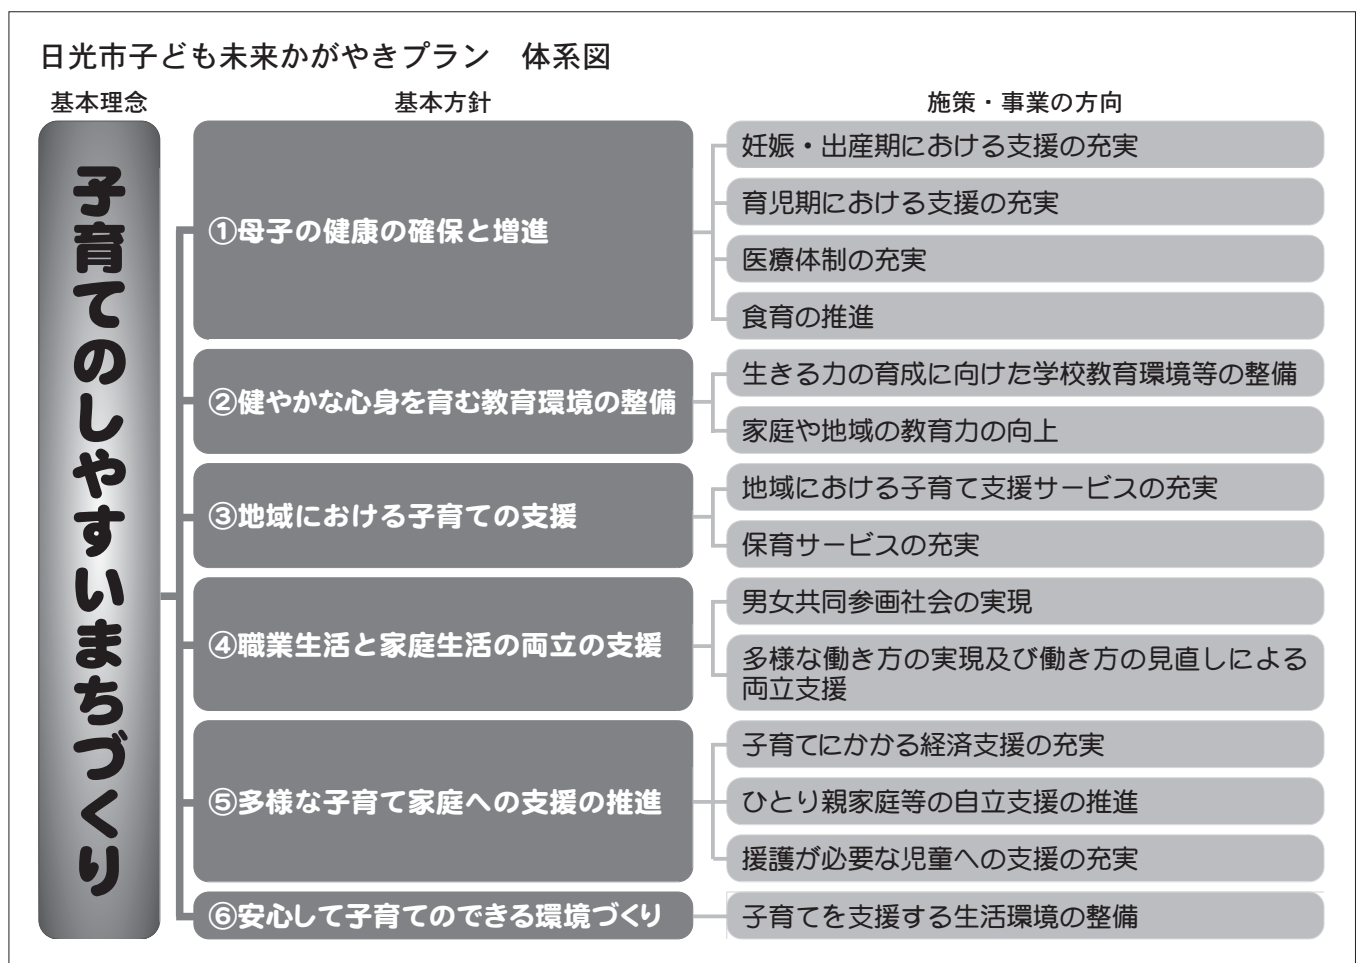 日光市子ども未来かがやきプラン　体系図
基本理念
基本方針
施策・事業の方向
子育てのしやすいまちづくり
①母子の健康の確保と増進
妊娠・出産期における支援の充実
育児期における支援の充実
医療体制の充実
食育の推進
②健やかな心身を育む教育環境の整備
生きる力の育成に向けた学校教育環境等の整備
家庭や地域の教育力の向上
③地域における子育ての支援
地域における子育て支援サービスの充実
保育サービスの充実
④職業生活と家庭生活の両立の支援
男女共同参画社会の実現
多様な働き方の実現及び働き方の見直しによる
両立支援
⑤多様な子育て家庭への支援の推進
子育てにかかる経済支援の充実
ひとり親家庭等の自立支援の推進
援護が必要な児童への支援の充実
⑥安心して子育てのできる環境づくり
子育てを支援する生活環境の整備